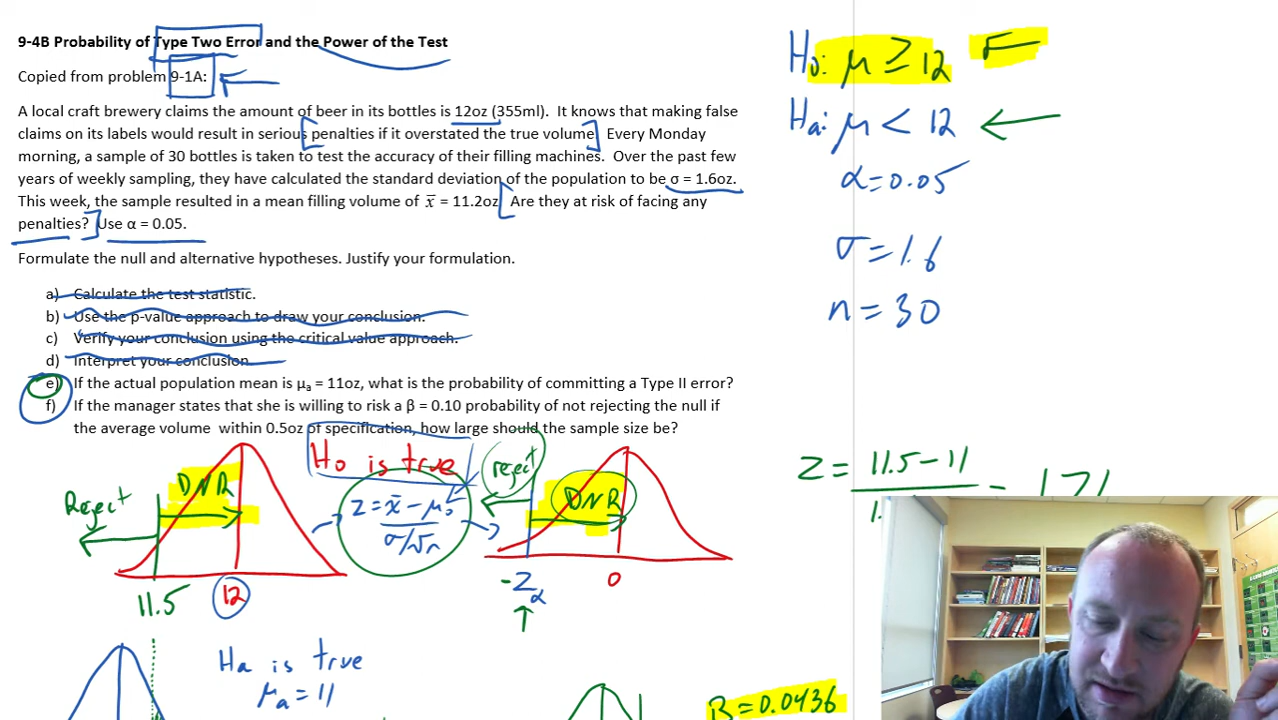 9-4B Probability of Type Two Error and the Power of the Test
Copied from problem 9-1A:
A local craft brewery claims the amount of beer in its bottles is 12oz (355ml). It knows that making false
claims on its labels would result in serious penalties if it overstated the true volume. Every Monday
morning, a sample of 30 bottles is taken to test the accuracy of their filling machines. Over the past few
years of weekly sampling, they have calculated the standard deviation of the population to be σ = 1.6oz.
This week, the sample resulted in a mean filling volume of x̄ = 11.2oz. Are they at risk of facing any
penalties? Use α = 0.05.
Formulate the null and alternative hypotheses. Justify your formulation.
a) Calculate the test statistic.
b) Use the p-value approach to draw your conclusion.
c) Verify your conclusion using the critical value approach.
d) Interpret your conclusion
e) If the actual population mean is μₐ = 11oz, what is the probability of committing a Type II error?
f) If the manager states that she is willing to risk a β = 0.10 probability of not rejecting the null if
the average volume within 0.5oz of specification, how large should the sample size be?
Ho: μ ≥ 12
Ha: μ < 12
α=0.05
σ=1.6
n=30
Ho is true
Reject
DNR
z = x̄ - μ₀
σ/√n
reject
DNR
z = 11.5-11
11.5
12
-Zα
0
Ha is true
μa = 11
β=0.0436